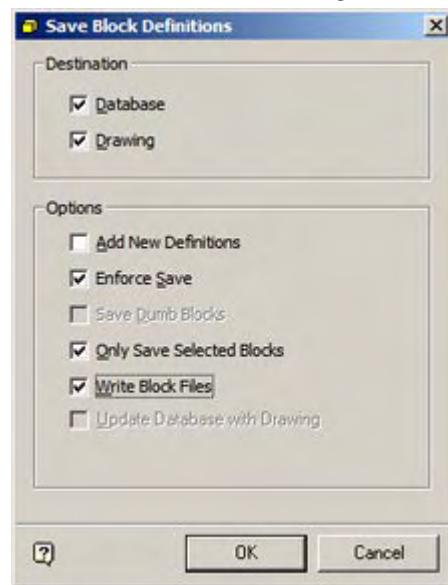 Save Block Definitions
Destination
Database
Drawing
Options
Add New Definitions
Enforce Save
Save Dumb Blocks
Only Save Selected Blocks
Write Block Files
Update Database with Drawing
OK
Cancel